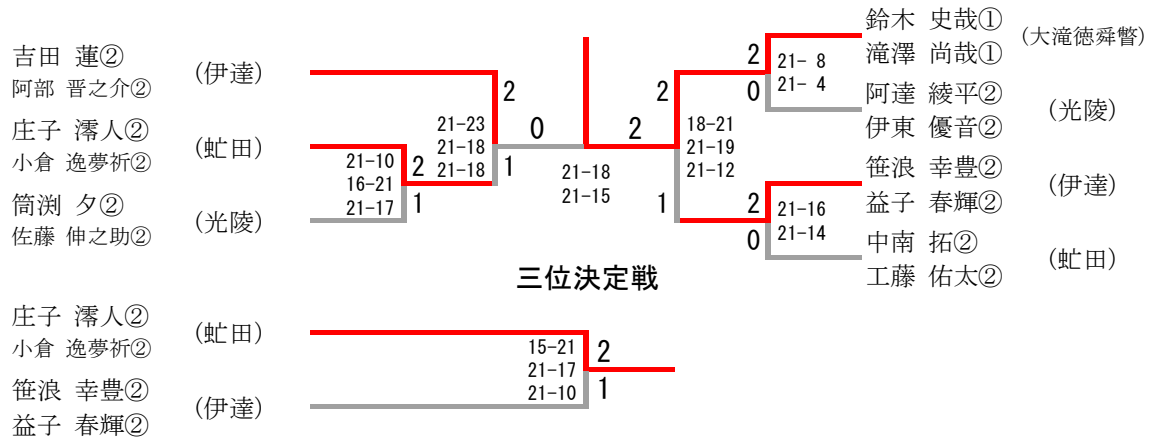 吉田 蓮②
阿部 晋之介②
(伊達)
庄子 澪人②
小倉 逸夢祈②
(虻田)
筒渕 夕②
佐藤 伸之助②
(光陵)
21-10
16-21
21-17
2
1
21-23
21-18
21-18
2
1
0
2
21-18
21-15
鈴木 史哉①
滝澤 尚哉①
(大滝徳舜瞥)
阿達 綾平②
伊東 優音②
(光陵)
笹浪 幸豊②
益子 春輝②
(伊達)
中南 拓②
工藤 佑太②
(虻田)
2
0
21- 8
21- 4
2
0
21-16
21-14
2
1
18-21
21-19
21-12
三位決定戦
庄子 澪人②
小倉 逸夢祈②
(虻田)
笹浪 幸豊②
益子 春輝②
(伊達)
15-21
21-17
21-10
2
1